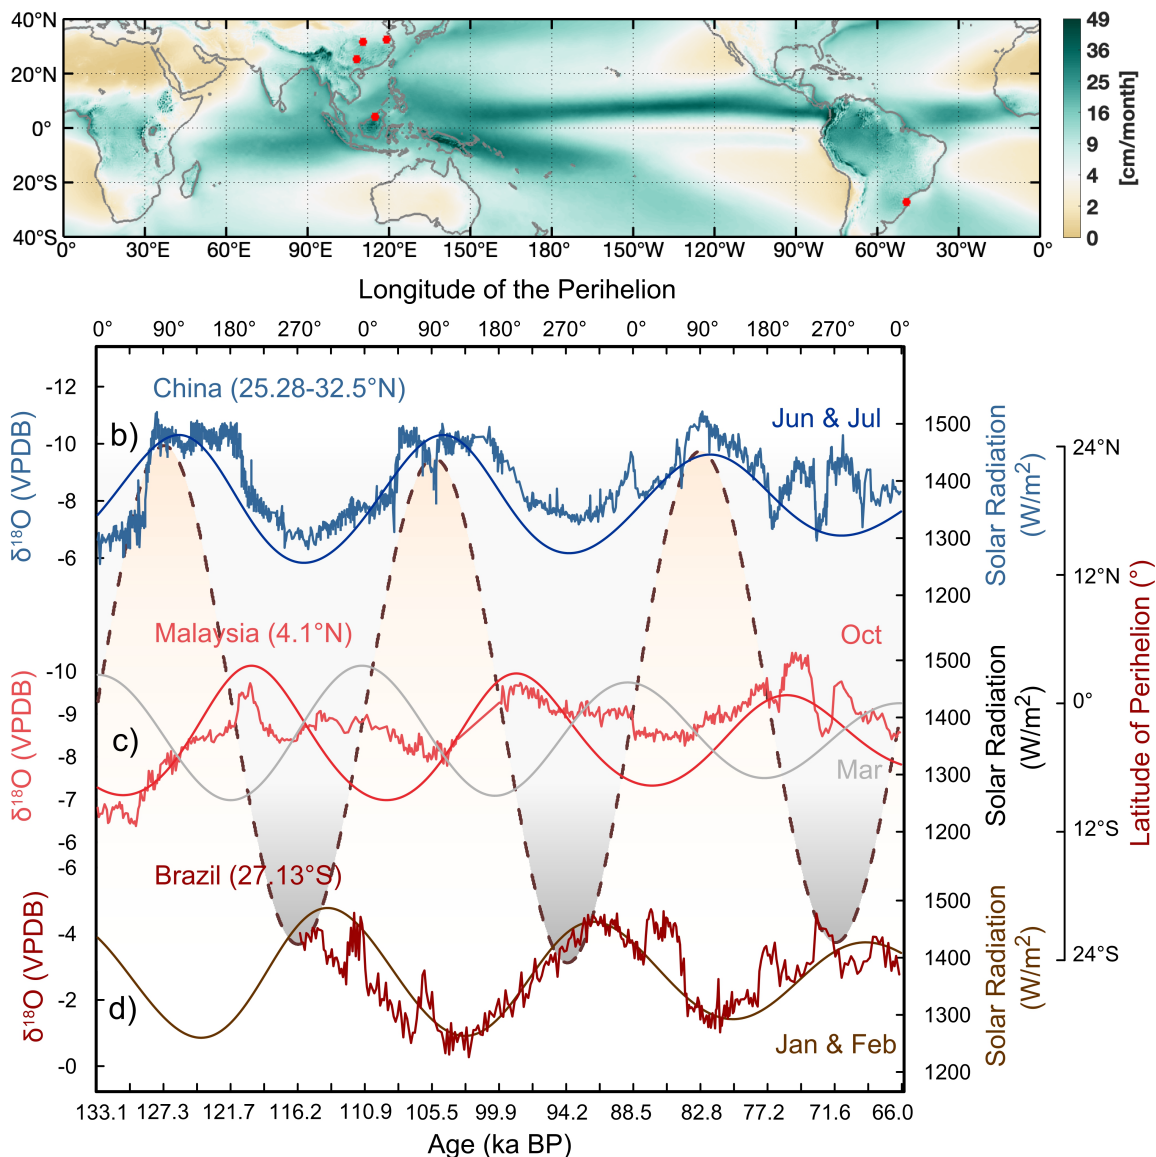 40°N
20°N
0°
20°S
40°S
0° 30°E 60°E 90°E 120°E 150°E 180° 150°W 120°W 90°W 60°W 30°W 0°
49
36
25
16
9
4
2
0
[cm/month]
Longitude of the Perihelion
0° 90° 180° 270° 0° 90° 180° 270° 0° 90° 180° 270° 0°
China (25.28-32.5°N)
Jun & Jul
b)
-12
-10
-8
-6
δ¹⁸O (VPDB)
1500
1400
1300
1200
Solar Radiation
(W/m²)
24°N
12°N
0°
12°S
24°S
Latitude of Perihelion (°)
Malaysia (4.1°N)
Oct
c)
Mar
-10
-9
-8
-7
-6
δ¹⁸O (VPDB)
1500
1400
1300
1200
Solar Radiation
(W/m²)
Brazil (27.13°S)
d)
Jan & Feb
-6
-4
-2
-0
δ¹⁸O (VPDB)
1500
1400
1300
1200
Solar Radiation
(W/m²)
133.1 127.3 121.7 116.2 110.9 105.5 99.9 94.2 88.5 82.8 77.2 71.6 66.0
Age (ka BP)